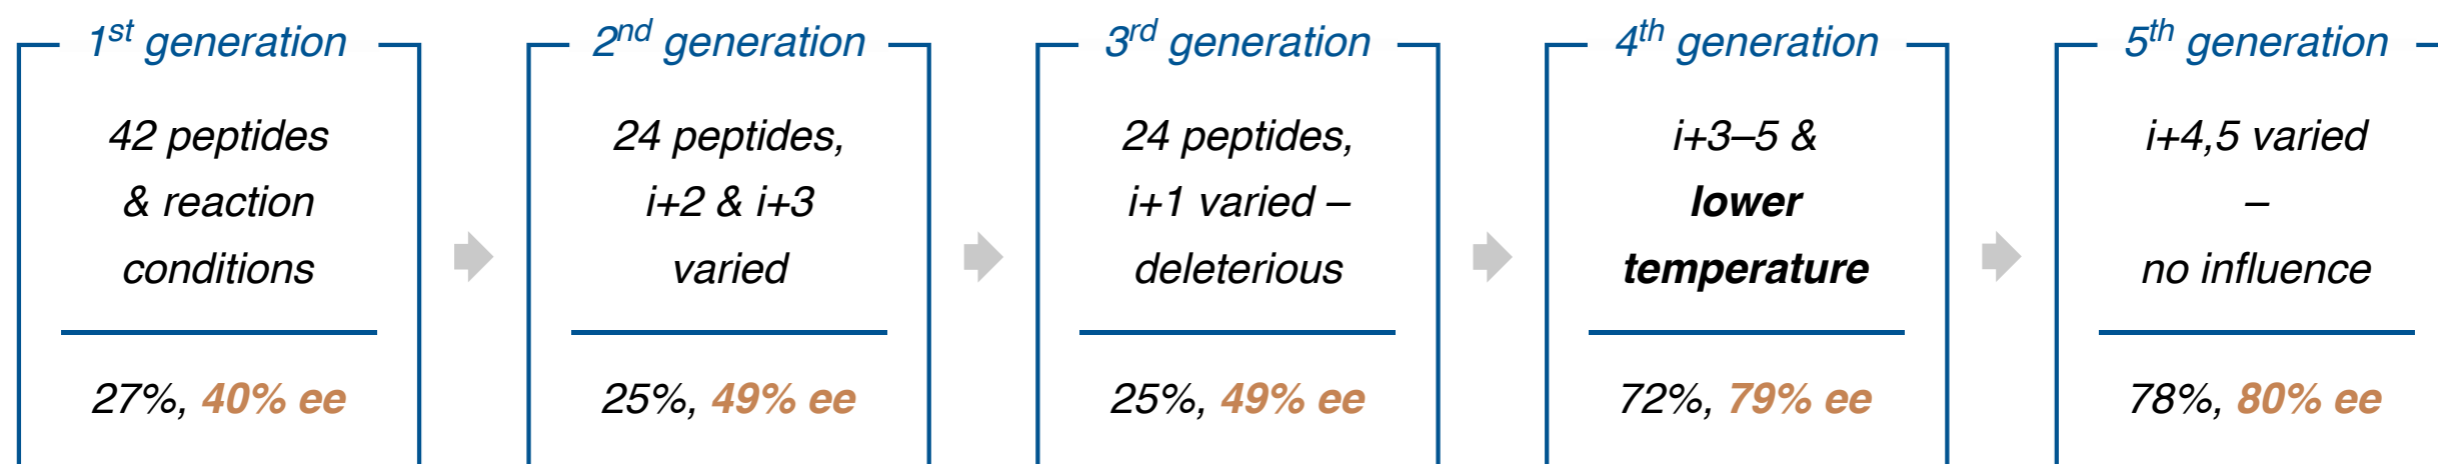 1st generation
42 peptides
& reaction
conditions
27%, 40% ee
2nd generation
24 peptides,
i+2 & i+3
varied
25%, 49% ee
3rd generation
24 peptides,
i+1 varied –
deleterious
25%, 49% ee
4th generation
i+3–5 &
lower
temperature
72%, 79% ee
5th generation
i+4,5 varied
–
no influence
78%, 80% ee